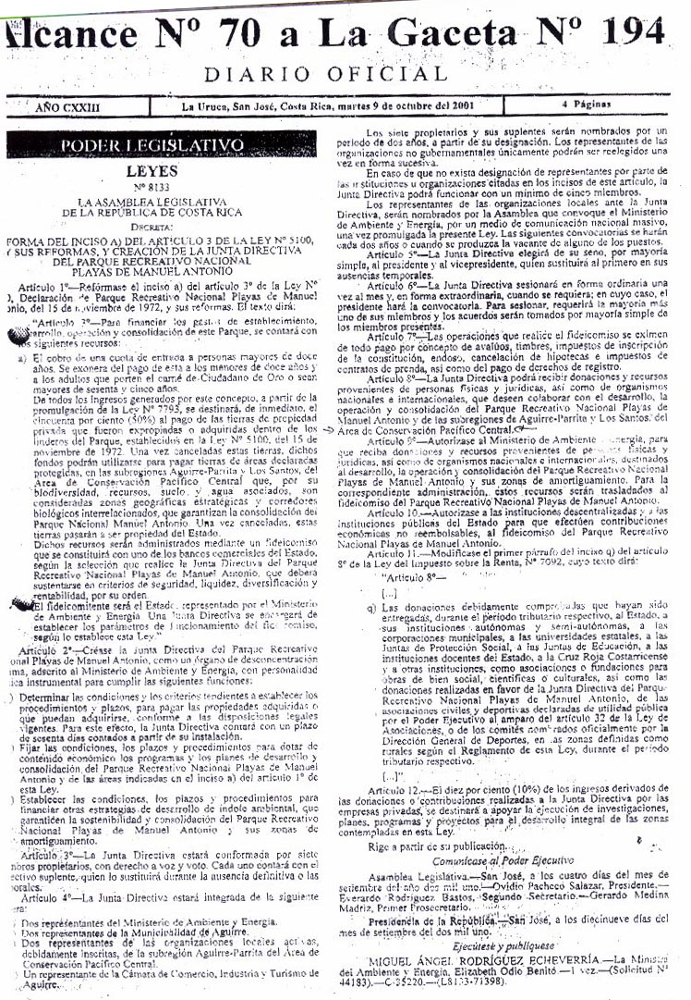 Alcance Nº 70 a La Gaceta Nº 194
DIARIO OFICIAL
AÑO CXXIII
La Uruca, San José, Costa Rica, martes 9 de octubre del 2001
4 Páginas
PODER LEGISLATIVO
LEYES
Nº 8133
LA ASAMBLEA LEGISLATIVA
DE LA REPÚBLICA DE COSTA RICA
DECRETA:
FORMA DEL INCISO A) DEL ARTÍCULO 3 DE LA LEY Nº 5100,
Y SUS REFORMAS, Y CREACIÓN DE LA JUNTA DIRECTIVA
DEL PARQUE RECREATIVO NACIONAL
PLAYAS DE MANUEL ANTONIO
Artículo 1º—Refórmase el inciso a) del artículo 3º de la Ley Nº
), Declaración de Parque Recreativo Nacional Playas de Manuel
onio, del 15 de noviembre de 1972, y sus reformas. El texto dirá:
"Artículo 3º—Para financiar los gastos de establecimiento,
arrollo, operación y consolidación de este Parque, se contará con
os siguientes recursos:
a) El cobro de una cuota de entrada a personas mayores de doce
años. Se exonera del pago de esta a los menores de doce años y
a los adultos que porten el carné de Ciudadano de Oro o sean
mayores de sesenta y cinco años.
De todos los ingresos generados por este concepto, a partir de la
promulgación de la Ley Nº 7793, se destinará, de inmediato, el
cincuenta por ciento (50%) al pago de las tierras de propiedad
privada que fueron expropiadas o adquiridas dentro de los
linderos del Parque, establecidos en la Ley Nº 5100, del 15 de
noviembre de 1972. Una vez canceladas estas tierras, dichos
fondos podrán utilizarse para pagar tierras de áreas declaradas
protegidas, en las subregiones Aguirre-Parrita y Los Santos, del
Área de Conservación Pacífico Central que, por su
biodiversidad, recursos, suelo y agua asociados, son
consideradas zonas geográficas estratégicas y corredores
biológicos interrelacionados, que garantizan la consolidación del
Parque Nacional Manuel Antonio. Una vez canceladas, estas
tierras pasarán a ser propiedad del Estado.
Dichos recursos serán administrados mediante un fideicomiso
que se constituirá con uno de los bancos comerciales del Estado,
según la selección que realice la Junta Directiva del Parque
Recreativo Nacional Playas de Manuel Antonio, que deberá
sustentarse en criterios de seguridad, liquidez, diversificación y
rentabilidad, por su orden.
El fideicomitente será el Estado, representado por el Ministerio
de Ambiente y Energía. Una Junta Directiva se encargará de
establecer los parámetros de funcionamiento del fideicomiso,
según lo establece esta Ley."
Artículo 2º—Créase la Junta Directiva del Parque Recreativo
ional Playas de Manuel Antonio, como un órgano de desconcentración
ima, adscrito al Ministerio de Ambiente y Energía, con personalidad
ica instrumental para cumplir las siguientes funciones:
) Determinar las condiciones y los criterios tendientes a establecer los
procedimientos y plazos, para pagar las propiedades adquiridas o
que puedan adquirirse, conforme a las disposiciones legales
vigentes. Para este efecto, la Junta Directiva contará con un plazo
de sesenta días contados a partir de su instalación.
) Fijar las condiciones, los plazos y procedimientos para dotar de
contenido económico los programas y los planes de desarrollo y
consolidación del Parque Recreativo Nacional Playas de Manuel
Antonio y de las áreas indicadas en el inciso a) del artículo 1º de
esta Ley.
) Establecer las condiciones, los plazos y procedimientos para
financiar otras estrategias de desarrollo de índole ambiental, que
garanticen la sostenibilidad y consolidación del Parque Recreativo
Nacional Playas de Manuel Antonio y sus zonas de
amortiguamiento.
Artículo 3º—La Junta Directiva estará conformada por siete
mbros propietarios, con derecho a voz y voto. Cada uno contará con el
ectivo suplente, quien lo sustituirá durante la ausencia definitiva o las
orales.
Artículo 4º—La Junta Directiva estará integrada de la siguiente
era:
) Dos representantes del Ministerio de Ambiente y Energía.
) Dos representantes de la Municipalidad de Aguirre.
) Dos representantes de las organizaciones locales activas,
debidamente inscritas, de la subregión Aguirre-Parrita del Área de
Conservación Pacífico Central.
) Un representante de la Cámara de Comercio, Industria y Turismo de
Aguirre.
Los siete propietarios y sus suplentes serán nombrados por un
período de dos años, a partir de su designación. Los representantes de las
organizaciones no gubernamentales únicamente podrán ser reelegidos una
vez en forma sucesiva.
En caso de que no exista designación de representantes por parte de
las instituciones u organizaciones citadas en los incisos de este artículo, la
Junta Directiva podrá funcionar con un mínimo de cinco miembros.
Los representantes de las organizaciones locales ante la Junta
Directiva, serán nombrados por la Asamblea que convoque el Ministerio
de Ambiente y Energía, por un medio de comunicación nacional masivo,
una vez promulgada la presente Ley. Las siguientes convocatorias se harán
cada dos años o cuando se produzca la vacante de alguno de los puestos.
Artículo 5º—La Junta Directiva elegirá de su seno, por mayoría
simple, al presidente y al vicepresidente, quien sustituirá al primero en sus
ausencias temporales.
Artículo 6º—La Junta Directiva sesionará en forma ordinaria una
vez al mes y, en forma extraordinaria, cuando se requiera; en cuyo caso, el
presidente hará la convocatoria. Para sesionar, requerirá la mayoría más
uno de sus miembros y los acuerdos serán tomados por mayoría simple de
los miembros presentes.
Artículo 7º—Las operaciones que realice el fideicomiso se eximen
de todo pago por concepto de avalúos, timbres, impuestos de inscripción
de la constitución, endoso, cancelación de hipotecas e impuestos de
contratos de prenda, así como del pago de derechos de registro.
Artículo 8º—La Junta Directiva podrá recibir donaciones y recursos
provenientes de personas físicas y jurídicas, así como de organismos
nacionales e internacionales, que deseen colaborar con el desarrollo, la
operación y consolidación del Parque Recreativo Nacional Playas de
Manuel Antonio y de las subregiones de Aguirre-Parrita y Los Santos del
Área de Conservación Pacífico Central.
Artículo 9º—Autorízase al Ministerio de Ambiente energía, para
que reciba donaciones y recursos provenientes de personas físicas y
jurídicas, así como de organismos nacionales e internacionales, destinados
al desarrollo, la operación y consolidación del Parque Recreativo Nacional
Playas de Manuel Antonio y sus zonas de amortiguamiento. Para la
correspondiente administración, estos recursos serán trasladados al
fideicomiso del Parque Recreativo Nacional Playas de Manuel Antonio.
Artículo 10.—Autorízase a las instituciones descentralizadas y a las
instituciones públicas del Estado para que efectúen contribuciones
económicas no reembolsables, al fideicomiso del Parque Recreativo
Nacional Playas de Manuel Antonio.
Artículo 11.—Modifícase el primer párrafo del inciso q) del artículo
8º de la Ley del Impuesto sobre la Renta, Nº 7092, cuyo texto dirá:
"Artículo 8º—
[...]
q) Las donaciones debidamente comprobadas que hayan sido
entregadas, durante el período tributario respectivo, al Estado, a
sus instituciones autónomas y semi-autónomas, a las
corporaciones municipales, a las universidades estatales, a las
Juntas de Protección Social, a las Juntas de Educación, a las
instituciones docentes del Estado, a la Cruz Roja Costarricense
y a otras instituciones, como asociaciones o fundaciones para
obras de bien social, científicas o culturales, así como las
donaciones realizadas en favor de la Junta Directiva del Parque
Recreativo Nacional Playas de Manuel Antonio, de las
asociaciones civiles y deportivas declaradas de utilidad pública
por el Poder Ejecutivo al amparo del artículo 32 de la Ley de
Asociaciones, o de los comités nombrados oficialmente por la
Dirección General de Deportes, en las zonas definidas como
rurales según el Reglamento de esta Ley, durante el período
tributario respectivo.
[...]"
Artículo 12.—El diez por ciento (10%) de los ingresos derivados de
las donaciones o contribuciones realizadas a la Junta Directiva por las
empresas privadas, se destinará a apoyar la ejecución de investigaciones,
planes, programas y proyectos para el desarrollo integral de las zonas
contempladas en esta Ley.
Rige a partir de su publicación.
Comunícase al Poder Ejecutivo
Asamblea Legislativa.—San José, a los cuatro días del mes de
setiembre del año dos mil uno.—Ovidio Pacheco Salazar, Presidente.—
Everardo Rodríguez Bastos, Segundo Secretario.—Gerardo Medina
Madriz, Primer Prosecretario.
Presidencia de la República.—San José, a los diecinueve días del
mes de setiembre del dos mil uno.
Ejecútese y publíquese
MIGUEL ÁNGEL RODRÍGUEZ ECHEVERRÍA.—La Ministra
del Ambiente y Energía, Elizabeth Odio Benito.—1 vez.—(Solicitud Nº
44183).—C-35220.—(L8133-71398).